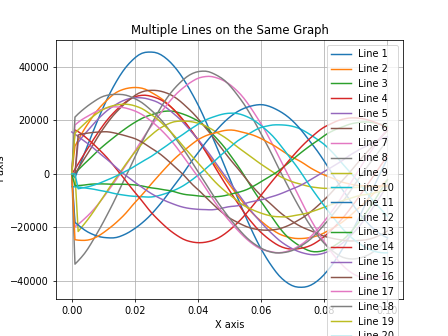 Multiple Lines on the Same Graph
40000
20000
0
−20000
−40000
0.00
0.02
0.04
0.06
X axis
axis
Line 1
Line 2
Line 3
Line 4
Line 5
Line 6
Line 7
Line 8
Line 9
Line 10
Line 11
Line 12
Line 13
Line 14
Line 15
Line 16
Line 17
Line 18
Line 19
Line 20